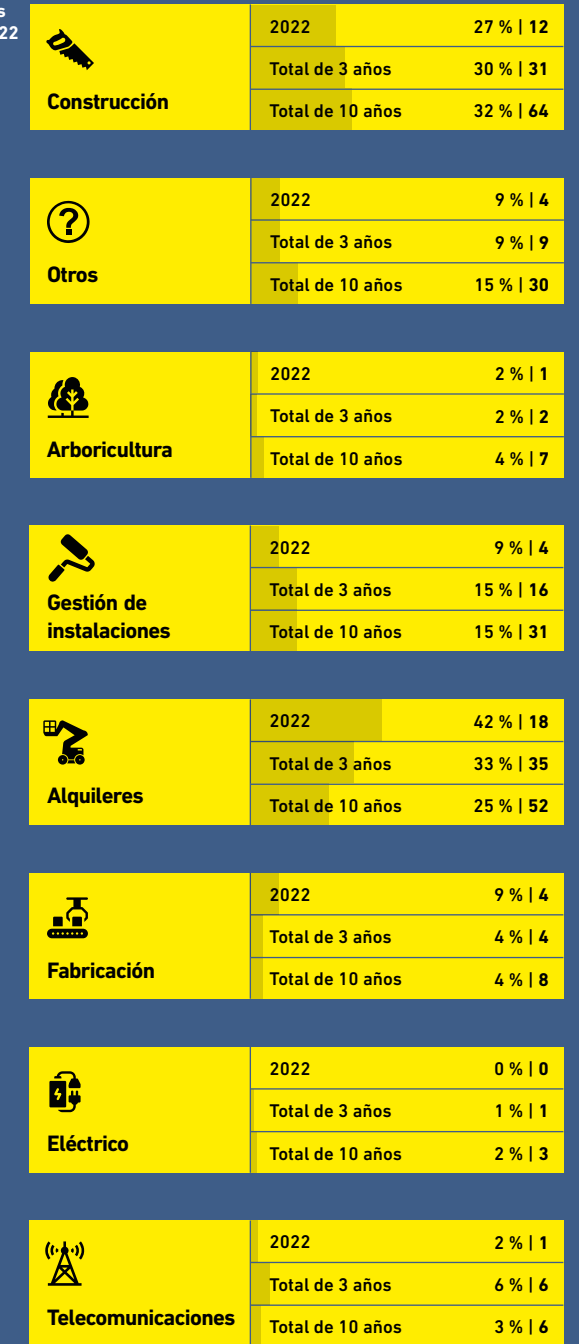 s
22
Construcción
2022 27 % | 12
Total de 3 años 30 % | 31
Total de 10 años 32 % | 64
Otros
2022 9 % | 4
Total de 3 años 9 % | 9
Total de 10 años 15 % | 30
Arboricultura
2022 2 % | 1
Total de 3 años 2 % | 2
Total de 10 años 4 % | 7
Gestión de
instalaciones
2022 9 % | 4
Total de 3 años 15 % | 16
Total de 10 años 15 % | 31
Alquileres
2022 42 % | 18
Total de 3 años 33 % | 35
Total de 10 años 25 % | 52
Fabricación
2022 9 % | 4
Total de 3 años 4 % | 4
Total de 10 años 4 % | 8
Eléctrico
2022 0 % | 0
Total de 3 años 1 % | 1
Total de 10 años 2 % | 3
Telecomunicaciones
2022 2 % | 1
Total de 3 años 6 % | 6
Total de 10 años 3 % | 6